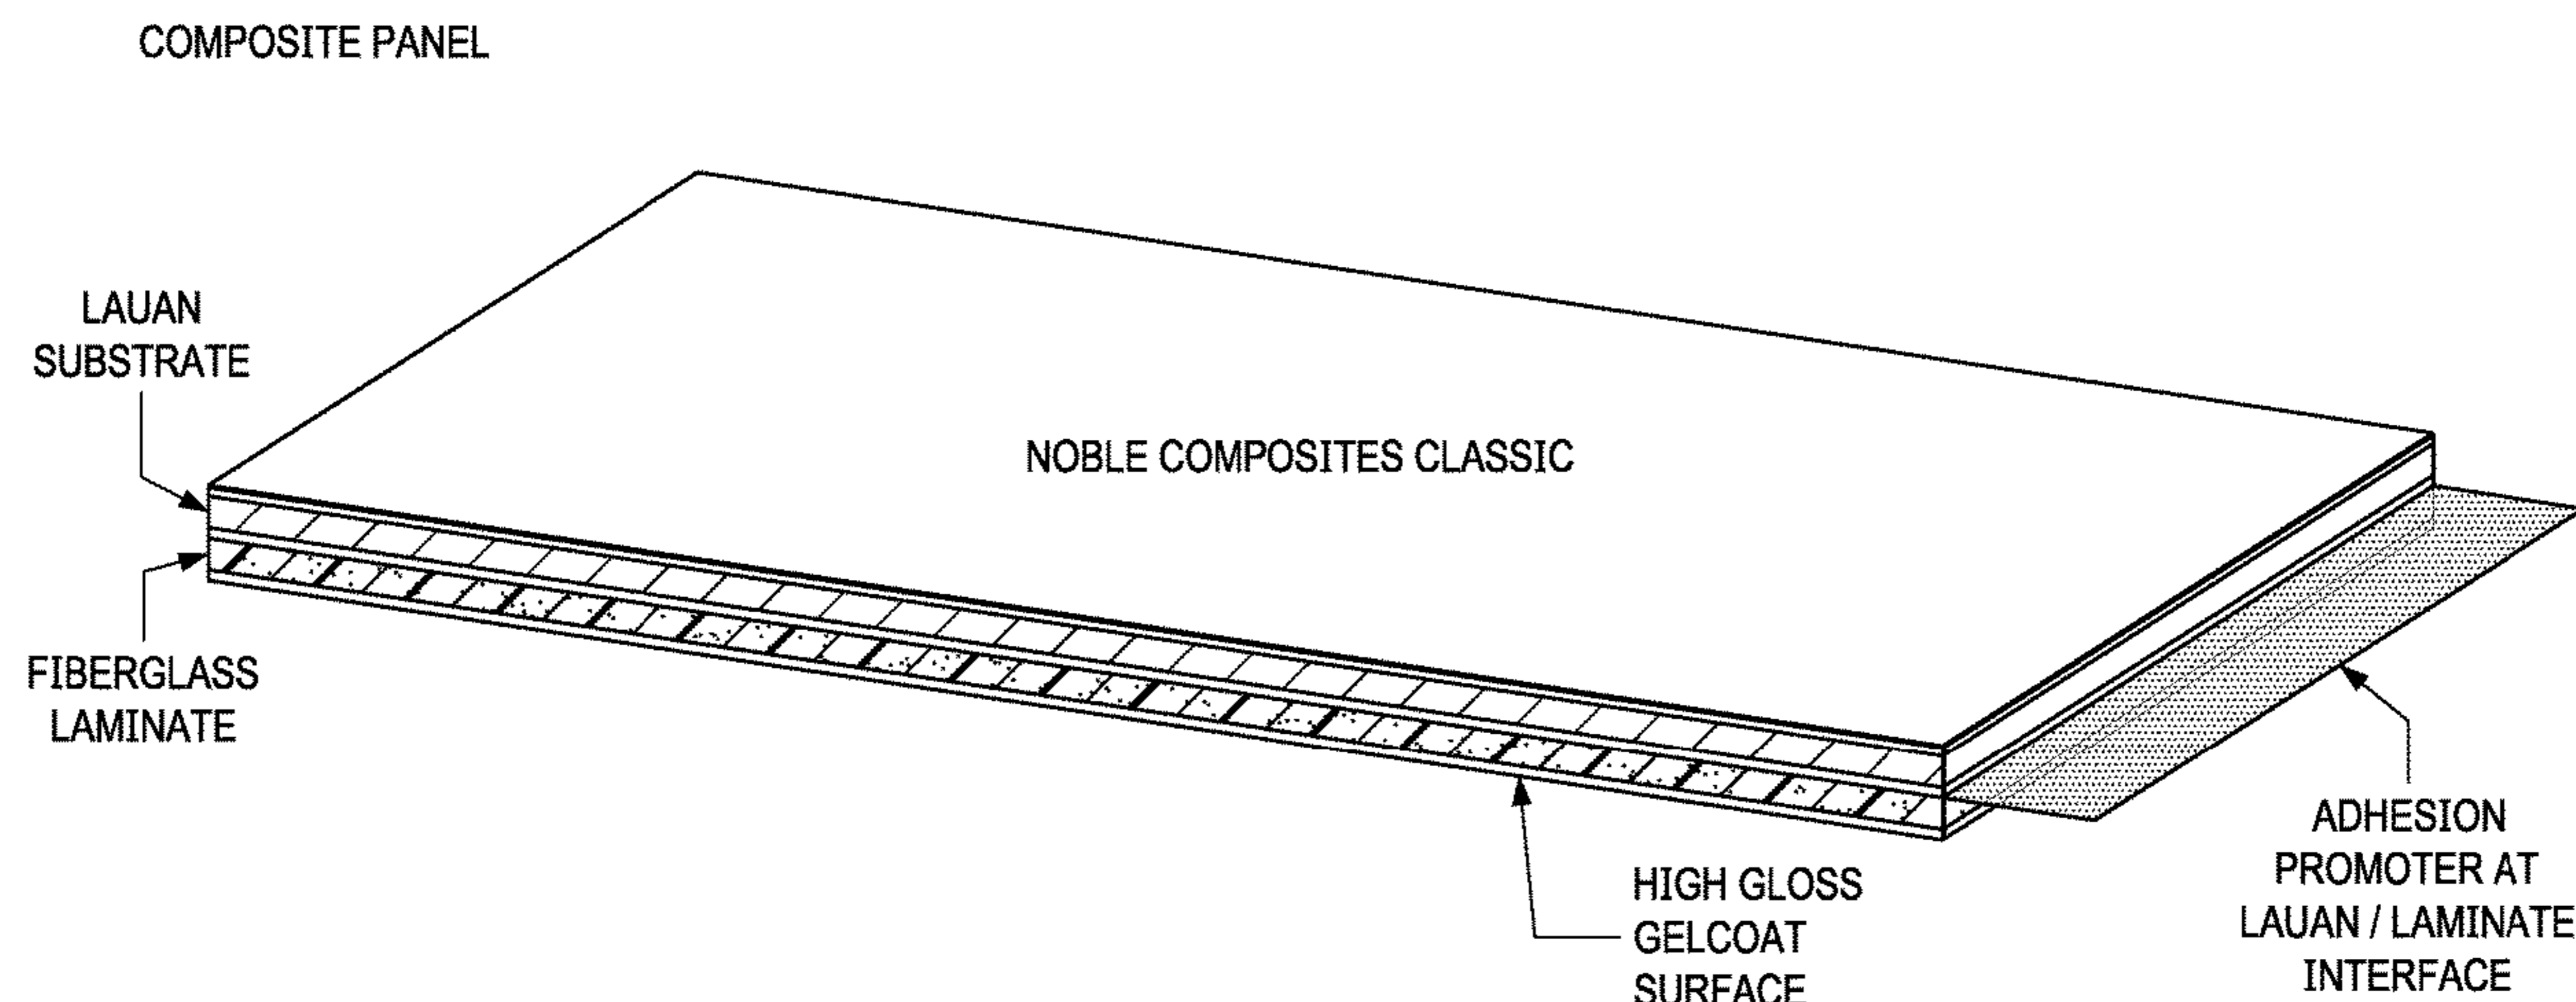 COMPOSITE PANEL
LAUAN
SUBSTRATE
NOBLE COMPOSITES CLASSIC
FIBERGLASS
LAMINATE
HIGH GLOSS
GELCOAT
SURFACE
ADHESION
PROMOTER AT
LAUAN / LAMINATE
INTERFACE